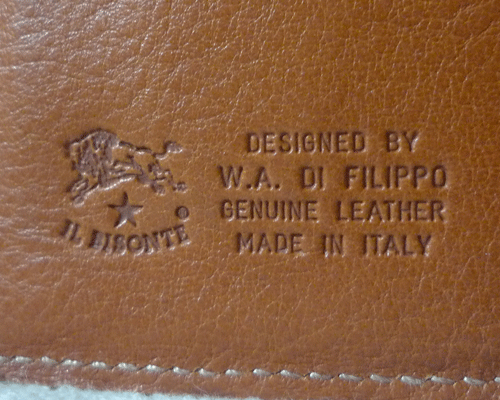 IL BISONTE ®
DESIGNED BY
W.A. DI FILIPPO
GENUINE LEATHER
MADE IN ITALY